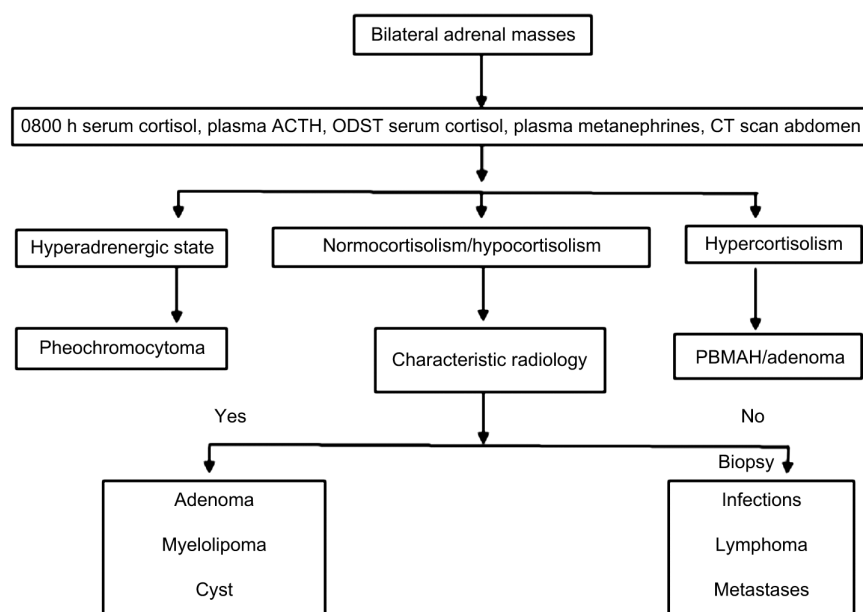 Bilateral adrenal masses
0800 h serum cortisol, plasma ACTH, ODST serum cortisol, plasma metanephrines, CT scan abdomen
Hyperadrenergic state
Normocortisolism/hypocortisolism
Hypercortisolism
Pheochromocytoma
Characteristic radiology
PBMAH/adenoma
Yes
No
Biopsy
Adenoma
Myelolipoma
Cyst
Infections
Lymphoma
Metastases